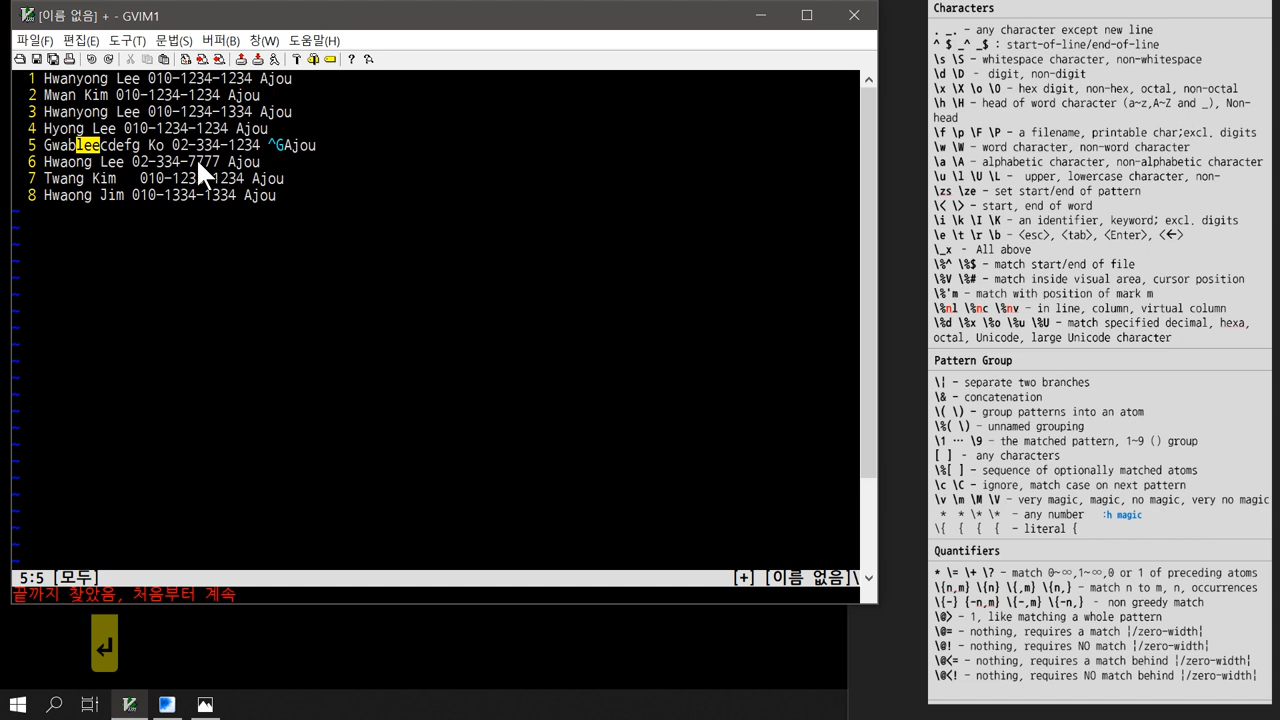 [이름 없음] + - GVIM1
파일(F) 편집(E) 도구(T) 문법(S) 버퍼(B) 창(W) 도움말(H)
1 Hwanyong Lee 010-1234-1234 Ajou
2 Mwan Kim 010-1234-1234 Ajou
3 Hwanyong Lee 010-1234-1334 Ajou
4 Hyong Lee 010-1234-1234 Ajou
5 Gwableecdefg Ko 02-334-1234 ^GAjou
6 Hwaong Lee 02-334-7777 Ajou
7 Twang Kim   010-1234-1234 Ajou
8 Hwaong Jim 010-1334-1334 Ajou
5:5 [모두] [+] [이름 없음]\
끝까지 찾았음, 처음부터 계속
Characters
. _. - any character except new line
^ $ _^ _$ : start-of-line/end-of-line
\s \S - whitespace character, non-whitespace
\d \D - digit, non-digit
\x \X \o \O - hex digit, non-hex, octal, non-octal
\h \H - head of word character (a~z,A~Z and _), Non-
head
\f \p \F \P - a filename, printable char;excl. digits
\w \W - word character, non-word character
\a \A - alphabetic character, non-alphabetic character
\u \l \U \L - upper, lowercase character, non-
\zs \ze - set start/end of pattern
\< \> - start, end of word
\i \k \I \K - an identifier, keyword; excl. digits
\e \t \r \b - <esc>, <tab>, <Enter>, <←>
\_x - All above
\%^ \%$ - match start/end of file
\%V \%# - match inside visual area, cursor position
\%'m - match with position of mark m
\%nl \%nc \%nv - in line, column, virtual column
\%d \%x \%o \%u \%U - match specified decimal, hexa,
octal, Unicode, large Unicode character
Pattern Group
\¦ - separate two branches
\& - concatenation
\( \) - group patterns into an atom
\%( \) - unnamed grouping
\1 … \9 - the matched pattern, 1~9 () group
[ ] - any characters
\%[ ] - sequence of optionally matched atoms
\c \C - ignore, match case on next pattern
\v \m \M \V - very magic, magic, no magic, very no magic
* * \* \* - any number :h magic
\{ { { { - literal {
Quantifiers
* \= \+ \? - match 0~∞,1~∞,0 or 1 of preceding atoms
\{n,m} \{n} \{,m} \{n,} - match n to m, n, occurrences
\{-} {-n,m} \{-,m} \{-n,} - non greedy match
\@> - 1, like matching a whole pattern
\@= - nothing, requires a match ¦/zero-width¦
\@! - nothing, requires NO match ¦/zero-width¦
\@<= - nothing, requires a match behind ¦/zero-width¦
\@<! - nothing, requires NO match behind ¦/zero-width¦